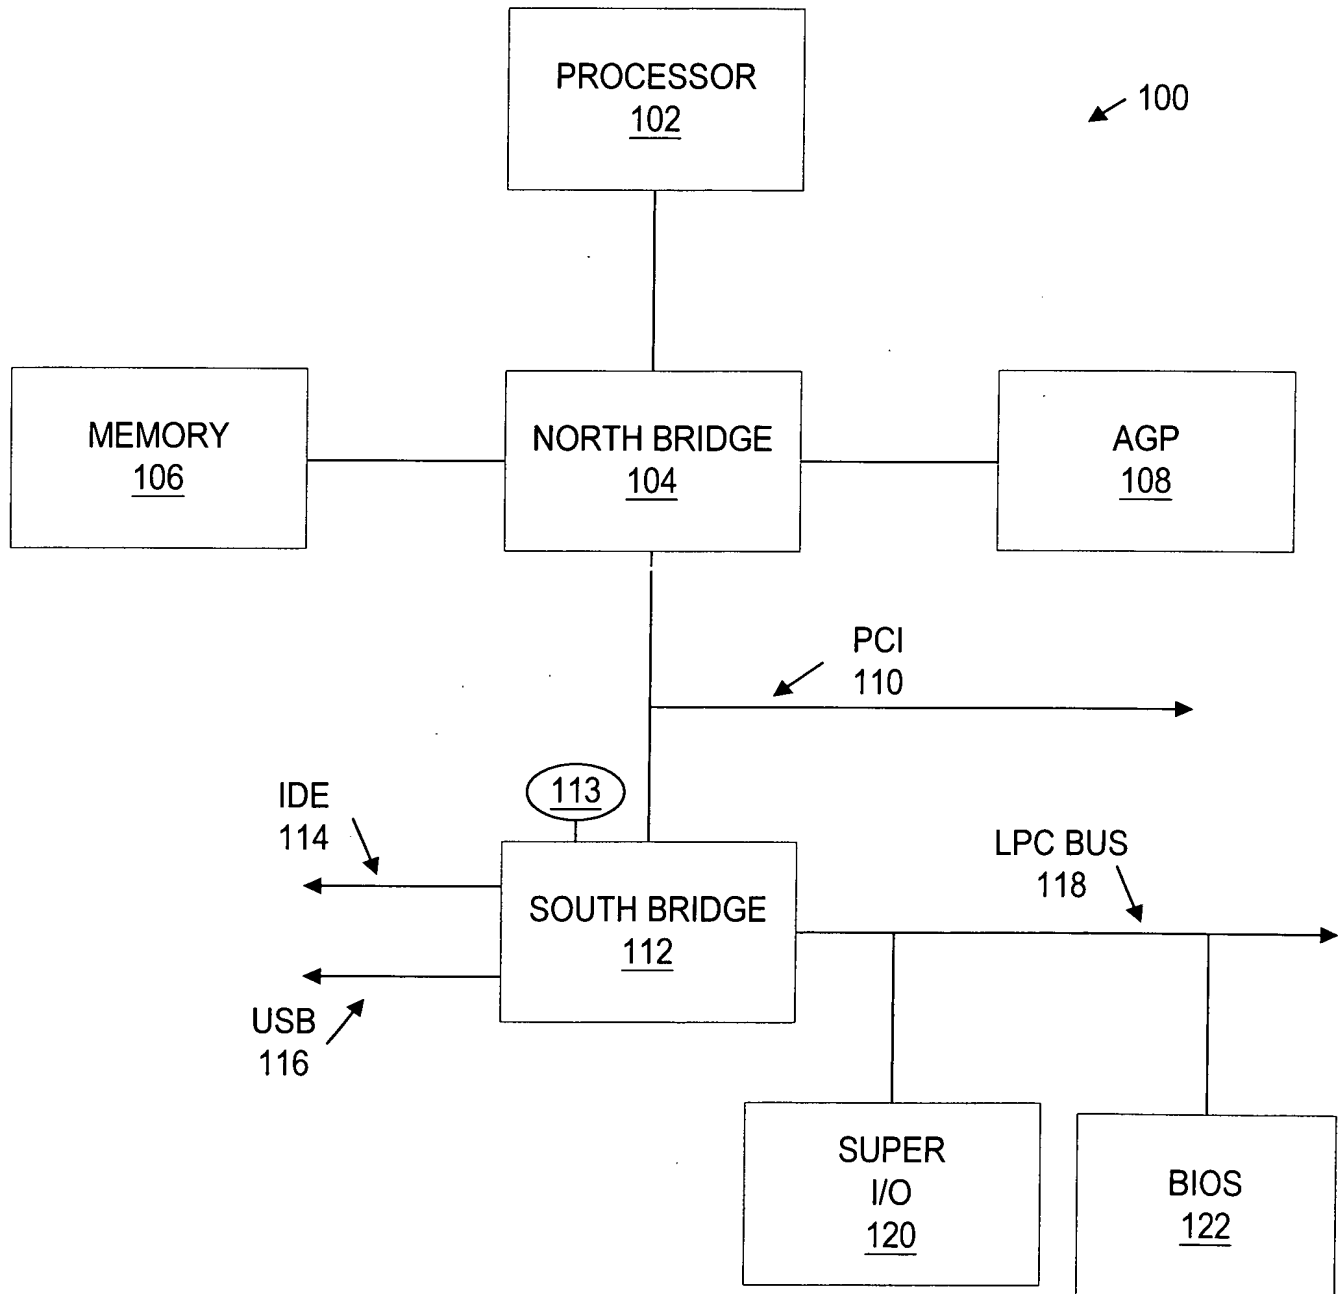 PROCESSOR
102
100
MEMORY
106
NORTH BRIDGE
104
AGP
108
PCI
110
113
IDE
114
LPC BUS
118
SOUTH BRIDGE
112
USB
116
SUPER
I/O
120
BIOS
122